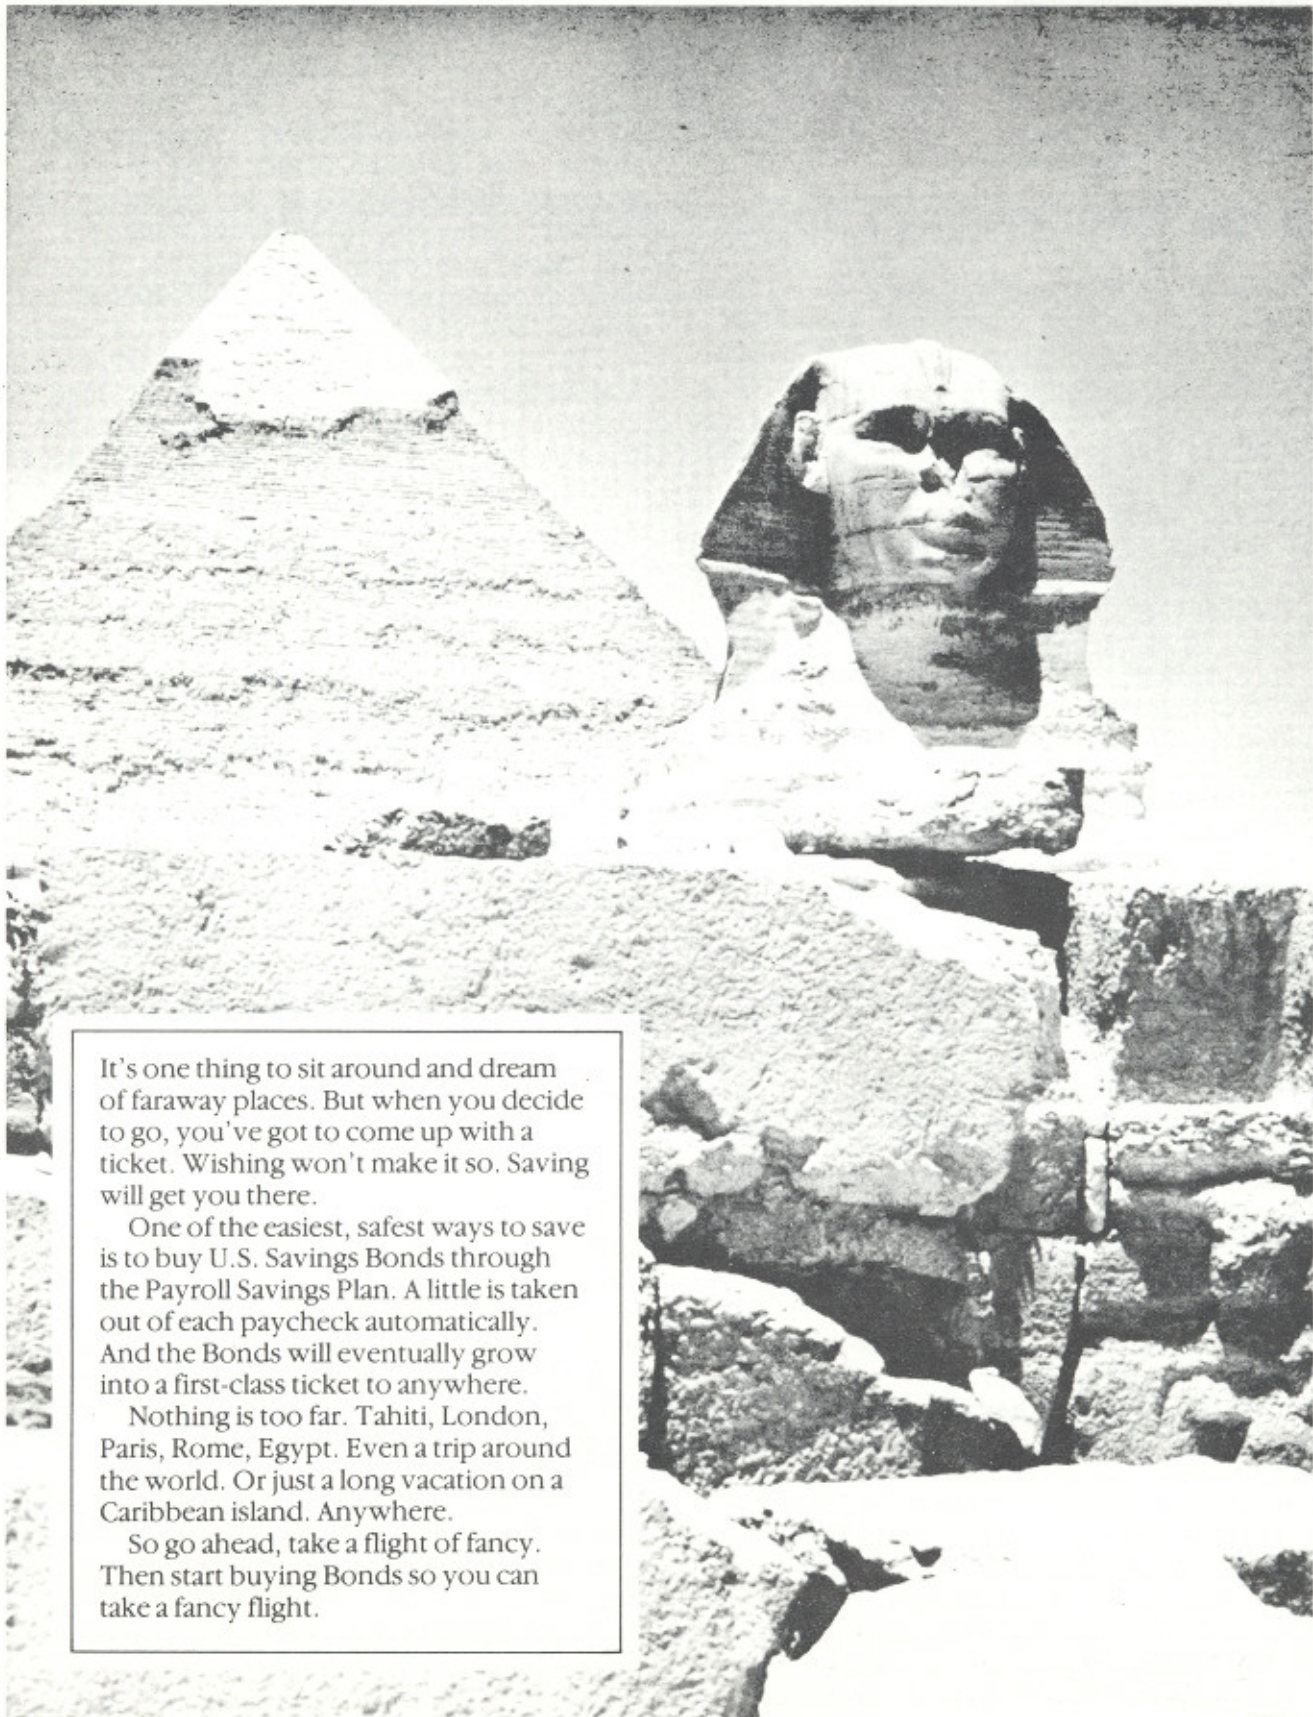 It's one thing to sit around and dream
of faraway places. But when you decide
to go, you've got to come up with a
ticket. Wishing won't make it so. Saving
will get you there.
One of the easiest, safest ways to save
is to buy U.S. Savings Bonds through
the Payroll Savings Plan. A little is taken
out of each paycheck automatically.
And the Bonds will eventually grow
into a first-class ticket to anywhere.
Nothing is too far. Tahiti, London,
Paris, Rome, Egypt. Even a trip around
the world. Or just a long vacation on a
Caribbean island. Anywhere.
So go ahead, take a flight of fancy.
Then start buying Bonds so you can
take a fancy flight.